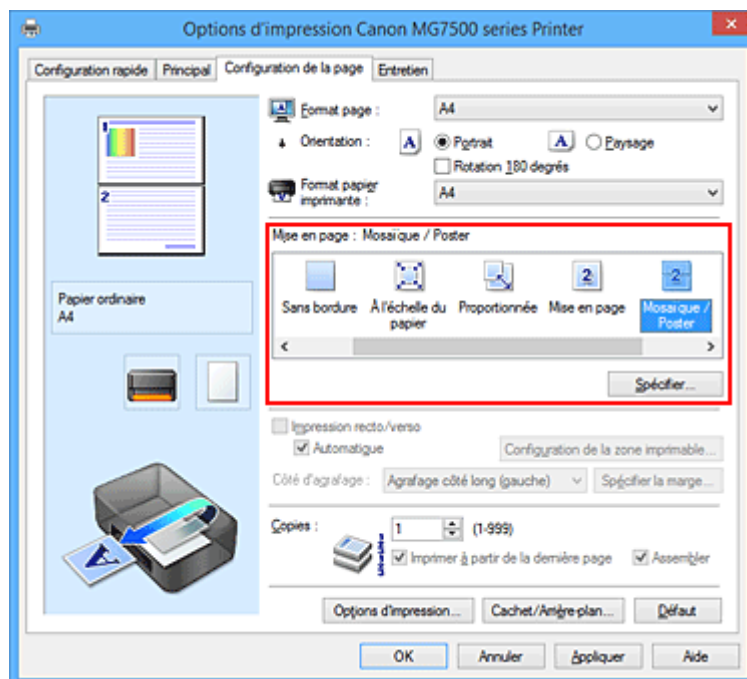 Options d'impression Canon MG7500 series Printer
Configuration rapide Principal Configuration de la page Entretien
Format page : A4
Orientation : A Portrait A Paysage
Rotation 180 degrés
Format papier
imprimante : A4
Mise en page : Mosaïque / Poster
Sans bordure À l'échelle du papier Proportionnée Mise en page Mosaïque / Poster
Spécifier...
1
2
Papier ordinaire
A4
Impression recto/verso
Automatique Configuration de la zone imprimable...
Côté d'agrafage : Agrafage côté long (gauche) Spécifier la marge...
Copies : 1 (1-999)
Imprimer à partir de la dernière page Assembler
Options d'impression... Cachet/Arrière-plan... Défaut
OK Annuler Appliquer Aide